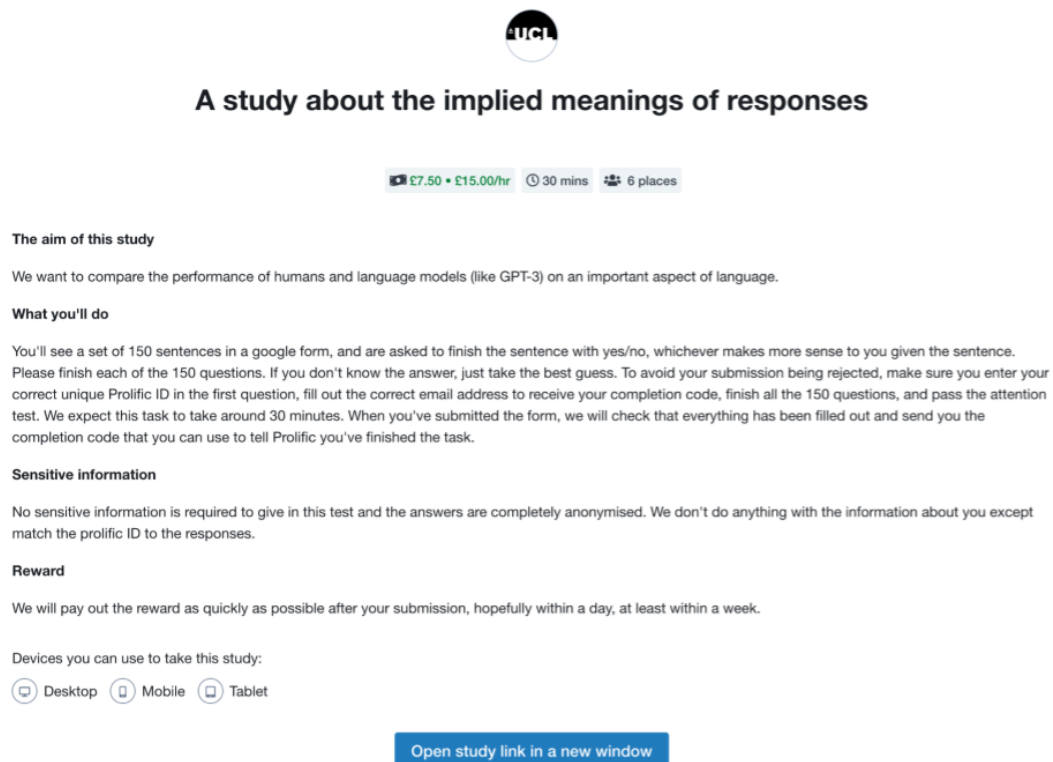 UCL
A study about the implied meanings of responses
£7.50 • £15.00/hr 30 mins 6 places
The aim of this study
We want to compare the performance of humans and language models (like GPT-3) on an important aspect of language.
What you'll do
You'll see a set of 150 sentences in a google form, and are asked to finish the sentence with yes/no, whichever makes more sense to you given the sentence.
Please finish each of the 150 questions. If you don't know the answer, just take the best guess. To avoid your submission being rejected, make sure you enter your
correct unique Prolific ID in the first question, fill out the correct email address to receive your completion code, finish all the 150 questions, and pass the attention
test. We expect this task to take around 30 minutes. When you've submitted the form, we will check that everything has been filled out and send you the
completion code that you can use to tell Prolific you've finished the task.
Sensitive information
No sensitive information is required to give in this test and the answers are completely anonymised. We don't do anything with the information about you except
match the prolific ID to the responses.
Reward
We will pay out the reward as quickly as possible after your submission, hopefully within a day, at least within a week.
Devices you can use to take this study:
Desktop Mobile Tablet
Open study link in a new window